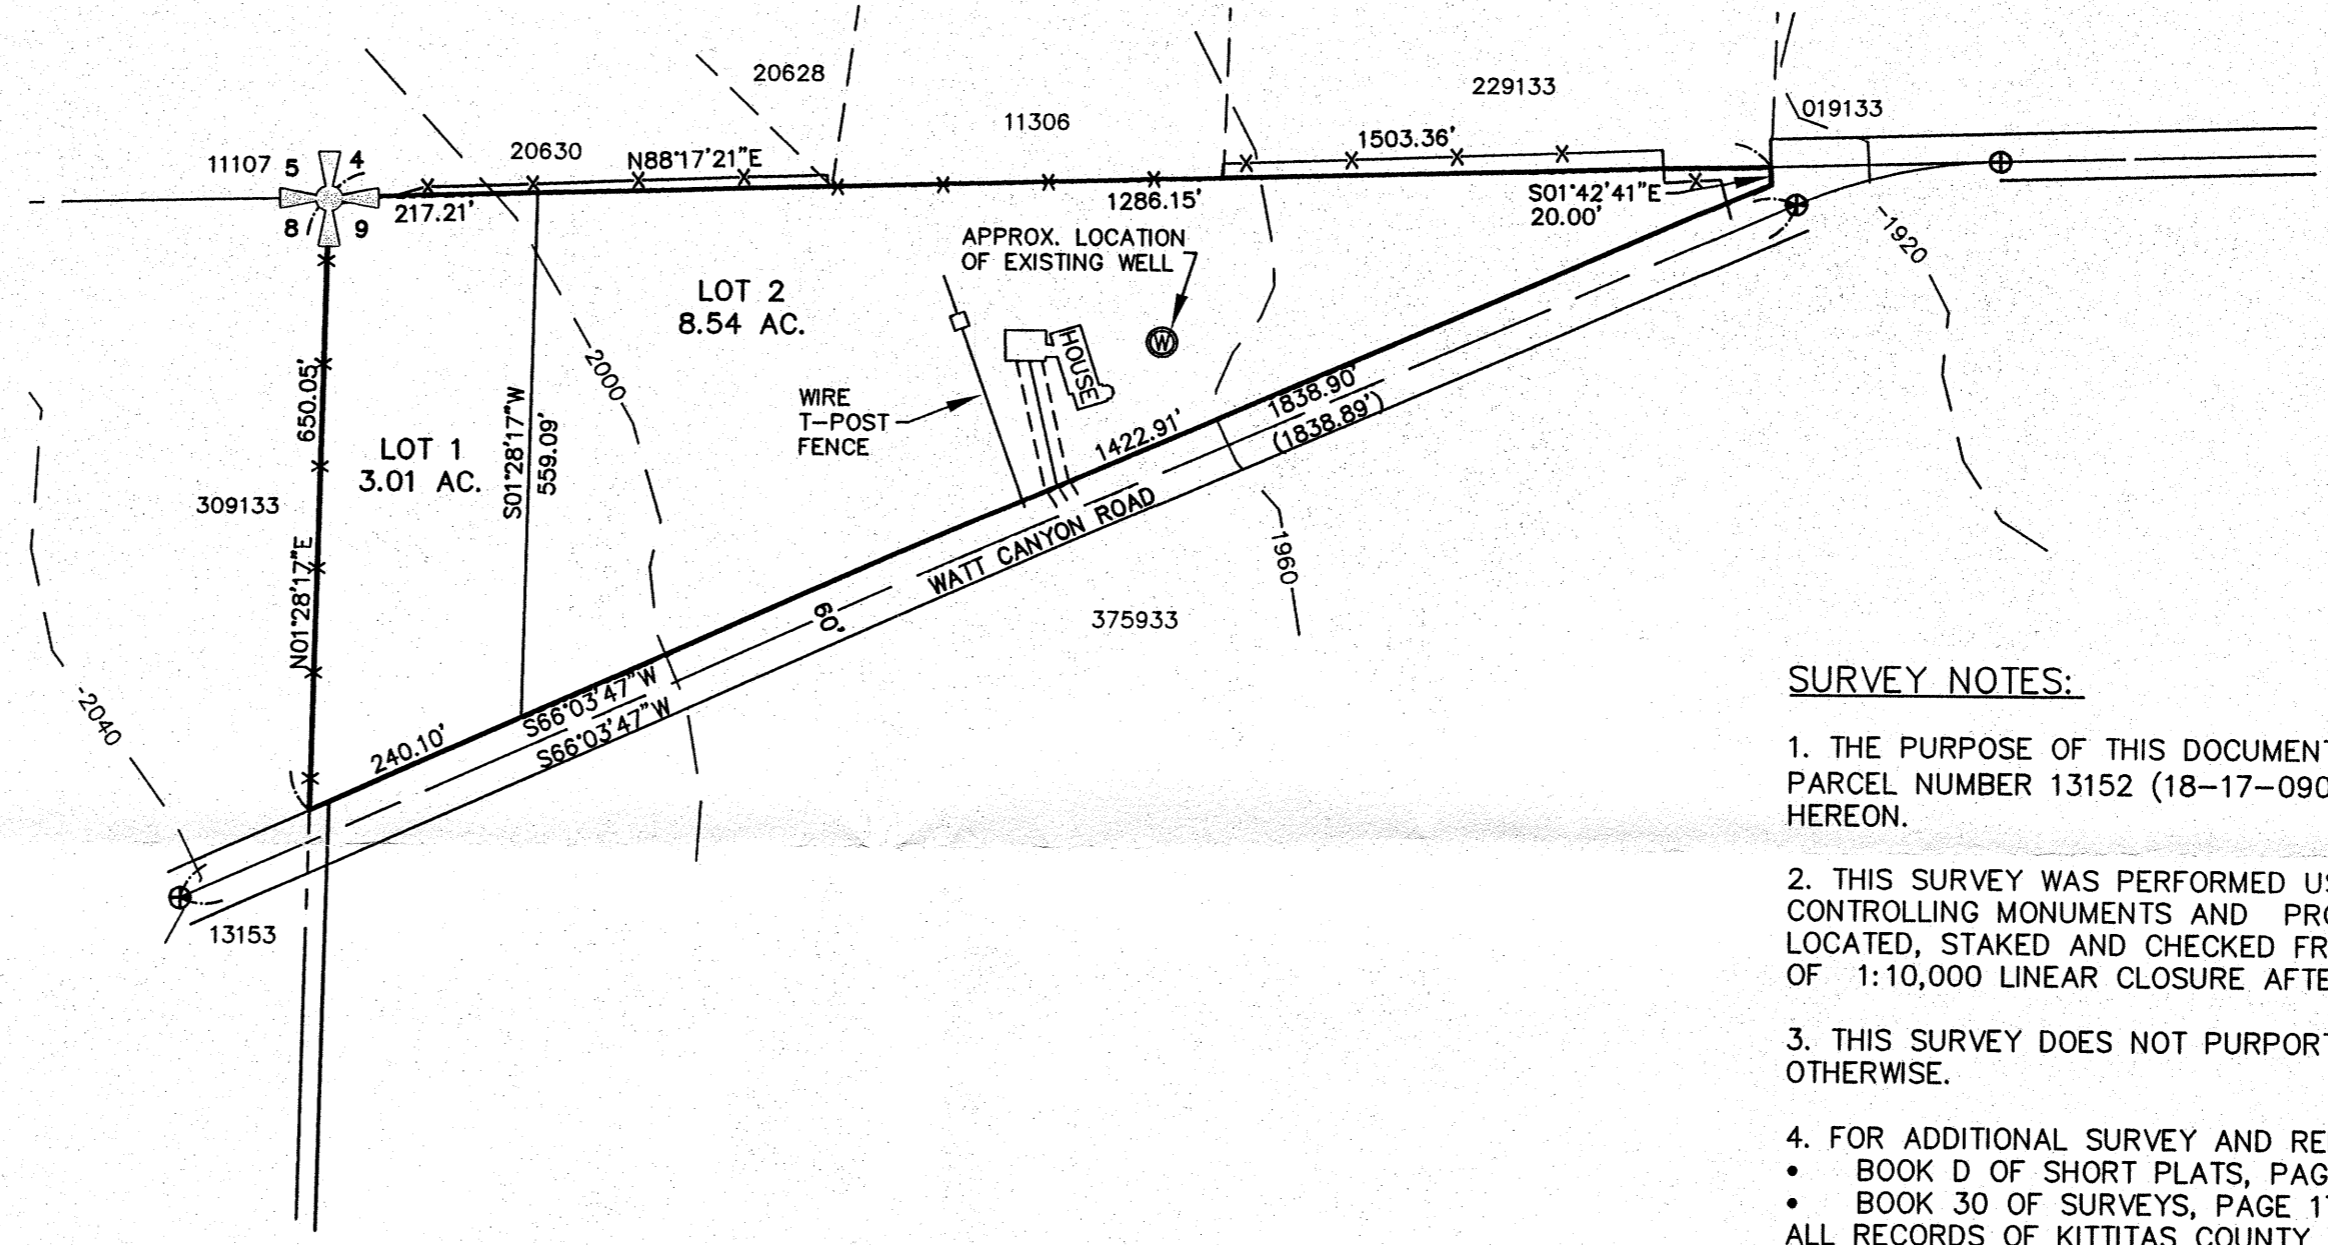 20628
229133
019133
11306
1503.36'
20630
N88°17'21"E
11107
5 4
8 9
217.21'
1286.15'
S01°42'41"E
20.00'
APPROX. LOCATION
OF EXISTING WELL
-1920
LOT 2
8.54 AC.
W
HOUSE
-2000
WIRE
T-POST
FENCE
650.05'
S01°28'17"W
559.09'
LOT 1
3.01 AC.
1838.90'
(1838.89')
1422.91'
309133
N01°28'17"E
WATT CANYON ROAD
-1960
60'
375933
S66°03'47"W
S66°03'47"W
240.10'
-2040
13153
SURVEY NOTES:
1. THE PURPOSE OF THIS DOCUMENT
PARCEL NUMBER 13152 (18-17-090
HEREON.
2. THIS SURVEY WAS PERFORMED US
CONTROLLING MONUMENTS AND PRO
LOCATED, STAKED AND CHECKED FR
OF 1:10,000 LINEAR CLOSURE AFTE
3. THIS SURVEY DOES NOT PURPORT
OTHERWISE.
4. FOR ADDITIONAL SURVEY AND RE
• BOOK D OF SHORT PLATS, PAG
• BOOK 30 OF SURVEYS, PAGE 17
ALL RECORDS OF KITTITAS COUNTY